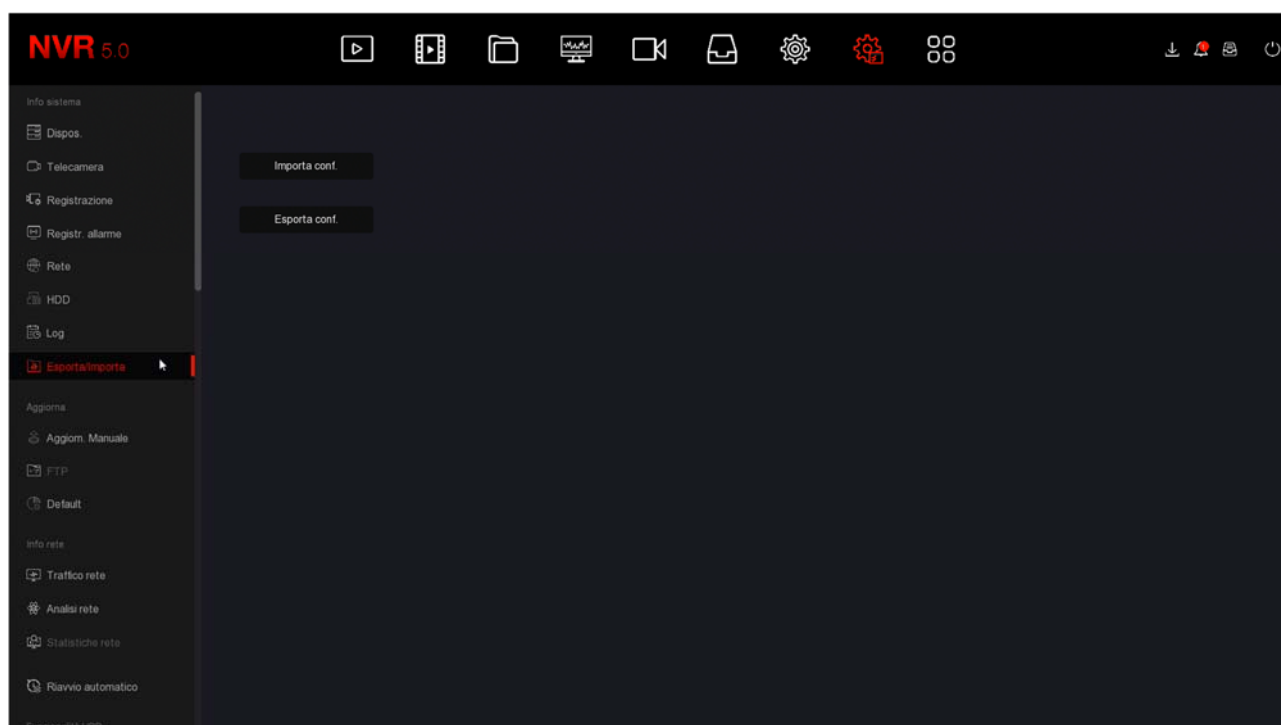 NVR 5.0
Info sistema
Dispos.
Telecamera
Registrazione
Registr. allarme
Rete
HDD
Log
Esporta/Importa
Aggiorna
Aggiorn. Manuale
FTP
Default
Info rete
Traffico rete
Analisi rete
Statistiche rete
Riavvio automatico
Importa conf.
Esporta conf.